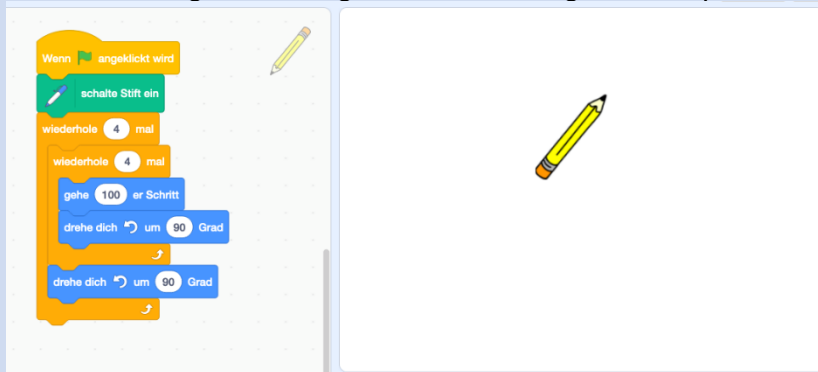 Wenn angeklickt wird
schalte Stift ein
wiederhole 4 mal
wiederhole 4 mal
gehe 100 er Schritt
drehe dich um 90 Grad
drehe dich um 90 Grad